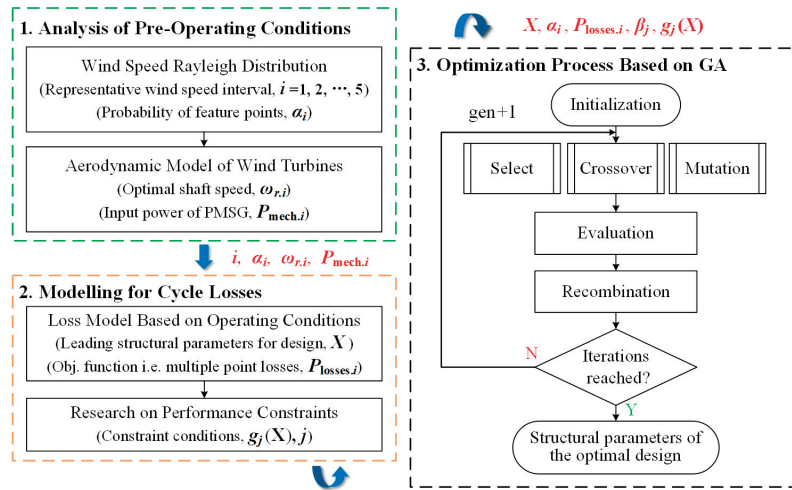 1. Analysis of Pre-Operating Conditions
Wind Speed Rayleigh Distribution
(Representative wind speed interval, i =1, 2, ···, 5)
(Probability of feature points, αi)
Aerodynamic Model of Wind Turbines
(Optimal shaft speed, ωr.i)
(Input power of PMSG, Pmech.i)
i, αi, ωr.i, Pmech.i
2. Modelling for Cycle Losses
Loss Model Based on Operating Conditions
(Leading structural parameters for design, X)
(Obj. function i.e. multiple point losses, Plosses.i)
Research on Performance Constraints
(Constraint conditions, gj(X), j)
X, αi, Plosses.i, βj, gj(X)
3. Optimization Process Based on GA
Initialization
gen+1
Select Crossover Mutation
Evaluation
Recombination
Iterations
reached?
N
Y
Structural parameters of
the optimal design